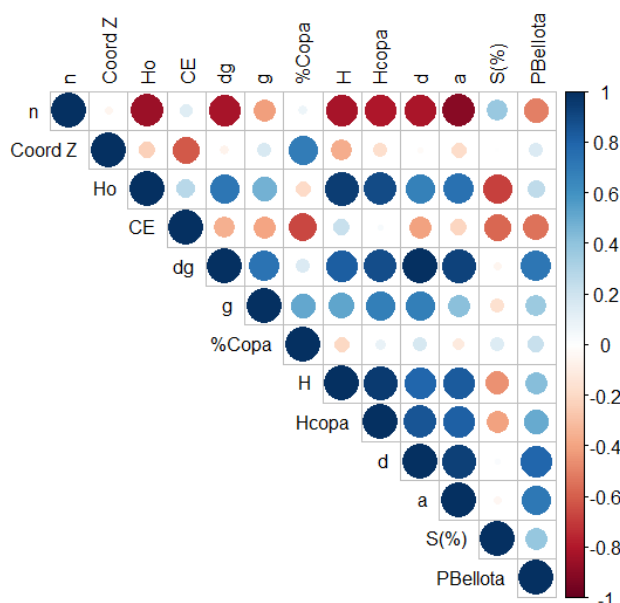 n Coord Z Ho CE dg g %Copa H Hcopa d a S(%) PBellota
n
Coord Z
Ho
CE
dg
g
%Copa
H
Hcopa
d
a
S(%)
PBellota
1
0.8
0.6
0.4
0.2
0
-0.2
-0.4
-0.6
-0.8
-1